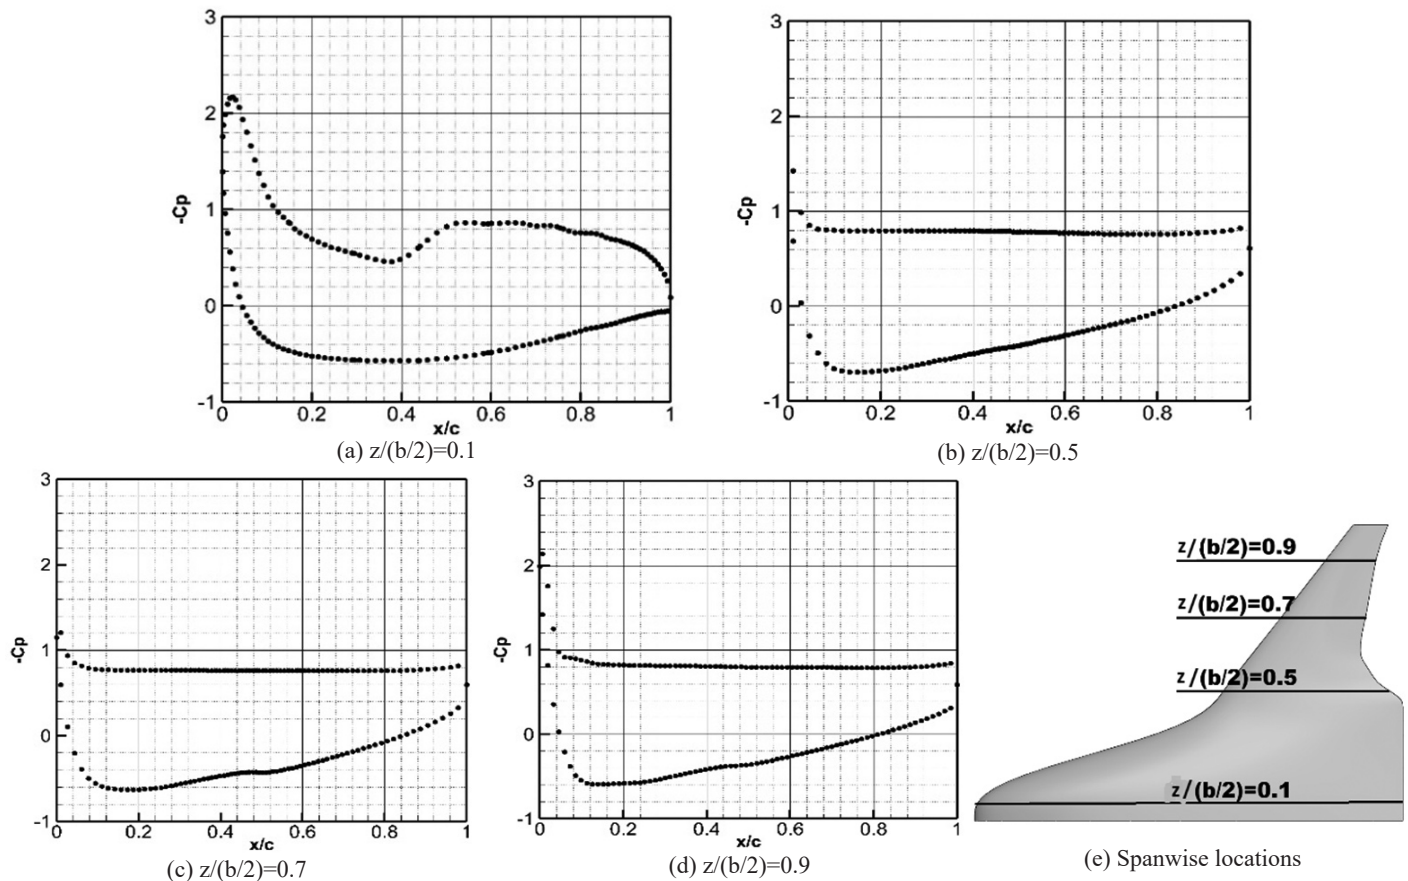 3
2
1
0
-1
-Cp
0
0.2
0.4
0.6
0.8
1
x/c
(a) z/(b/2)=0.1
3
2
1
0
-1
-Cp
0
0.2
0.4
0.6
0.8
1
x/c
(b) z/(b/2)=0.5
3
2
1
0
-1
-Cp
0
0.2
0.4
0.6
0.8
1
x/c
(c) z/(b/2)=0.7
3
2
1
0
-1
-Cp
0
0.2
0.4
0.6
0.8
1
x/c
(d) z/(b/2)=0.9
z/(b/2)=0.9
z/(b/2)=0.7
z/(b/2)=0.5
z/(b/2)=0.1
(e) Spanwise locations